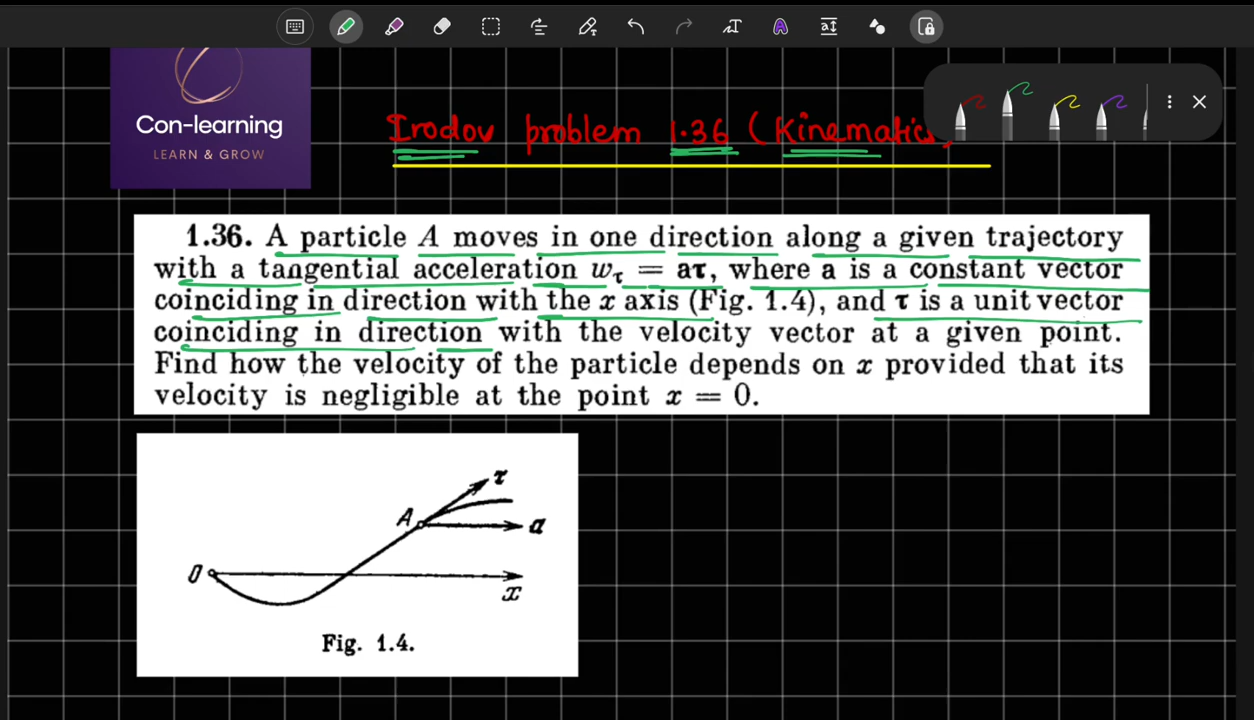 Con-learning
LEARN & GROW
Irodov problem 1.36 (Kinematics)
1.36. A particle A moves in one direction along a given trajectory
with a tangential acceleration wτ = aτ, where a is a constant vector
coinciding in direction with the x axis (Fig. 1.4), and τ is a unit vector
coinciding in direction with the velocity vector at a given point.
Find how the velocity of the particle depends on x provided that its
velocity is negligible at the point x = 0.
τ
A
a
O
x
Fig. 1.4.